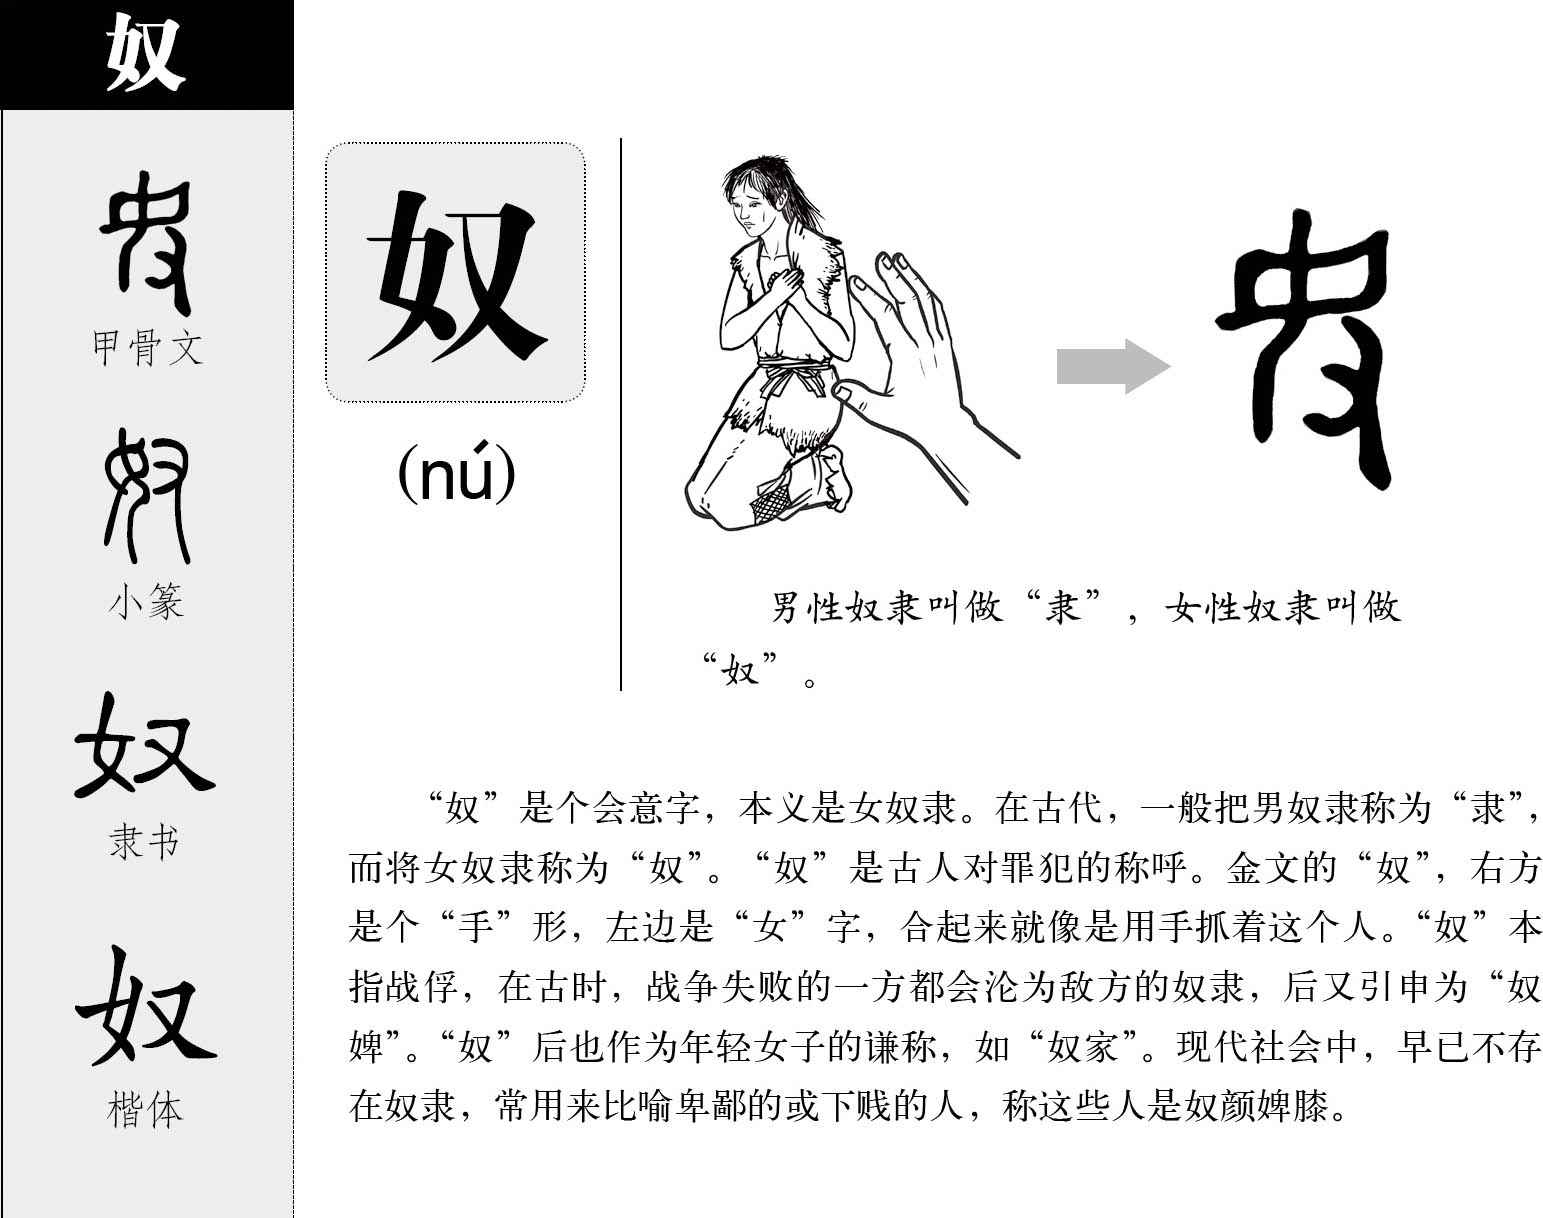 奴
甲骨文
小篆
隶书
楷体
奴
(nú)
男性奴隶叫做“隶”，女性奴隶叫做
“奴”。
“奴”是个会意字，本义是女奴隶。在古代，一般把男奴隶称为“隶”，
而将女奴隶称为“奴”。“奴”是古人对罪犯的称呼。金文的“奴”，右方
是个“手”形，左边是“女”字，合起来就像是用手抓着这个人。“奴”本
指战俘，在古时，战争失败的一方都会沦为敌方的奴隶，后又引申为“奴
婢”。“奴”后也作为年轻女子的谦称，如“奴家”。现代社会中，早已不存
在奴隶，常用来比喻卑鄙的或下贱的人，称这些人是奴颜婢膝。